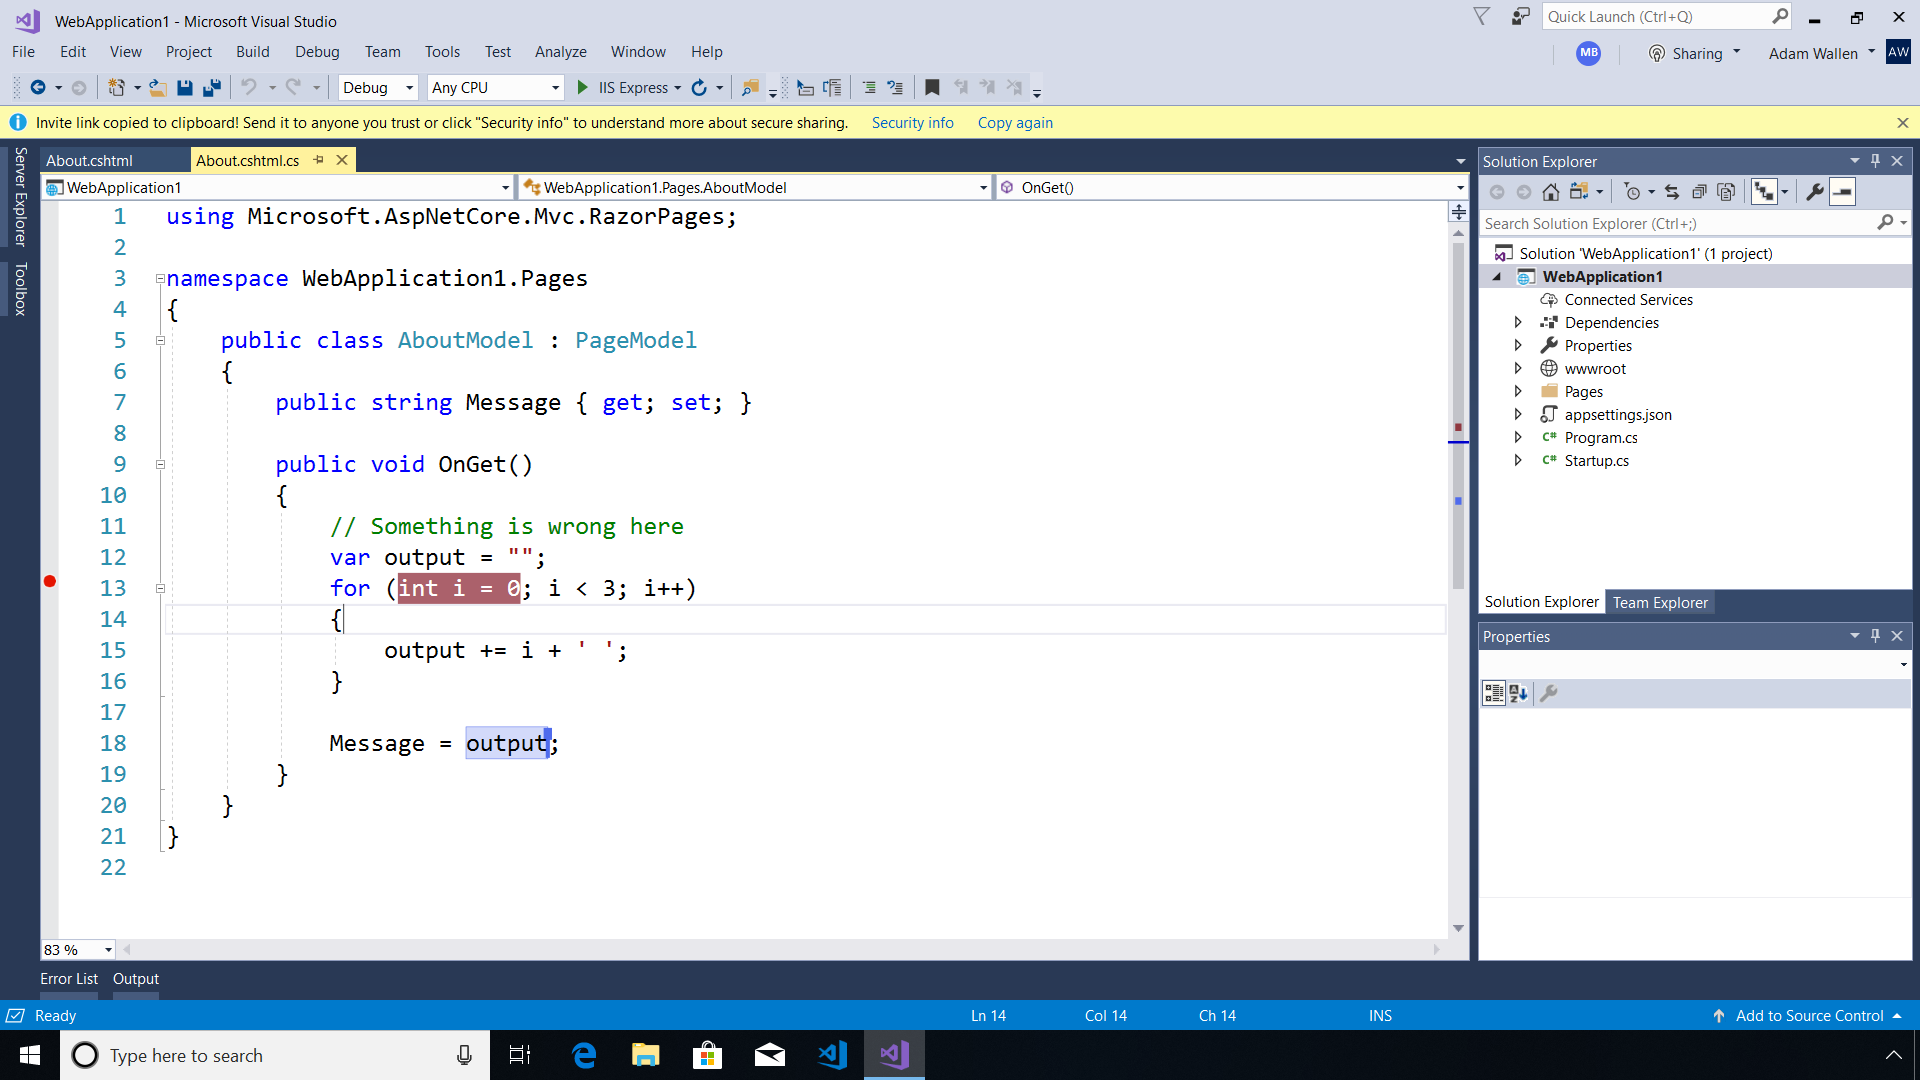 WebApplication1 - Microsoft Visual Studio
Quick Launch (Ctrl+Q)
File Edit View Project Build Debug Team Tools Test Analyze Window Help
MB Sharing Adam Wallen AW
Debug Any CPU IIS Express
Invite link copied to clipboard! Send it to anyone you trust or click "Security info" to understand more about secure sharing. Security info Copy again
Server Explorer
Toolbox
About.cshtml About.cshtml.cs
WebApplication1 WebApplication1.Pages.AboutModel OnGet()
1 using Microsoft.AspNetCore.Mvc.RazorPages;
2
3 namespace WebApplication1.Pages
4 {
5 public class AboutModel : PageModel
6 {
7 public string Message { get; set; }
8
9 public void OnGet()
10 {
11 // Something is wrong here
12 var output = "";
13 for (int i = 0; i < 3; i++)
14 {
15 output += i + ' ';
16 }
17
18 Message = output;
19 }
20 }
21 }
22
83 %
Error List Output
Solution Explorer
Search Solution Explorer (Ctrl+;)
Solution 'WebApplication1' (1 project)
WebApplication1
Connected Services
Dependencies
Properties
wwwroot
Pages
appsettings.json
C# Program.cs
C# Startup.cs
Solution Explorer Team Explorer
Properties
Ready Ln 14 Col 14 Ch 14 INS Add to Source Control
Type here to search